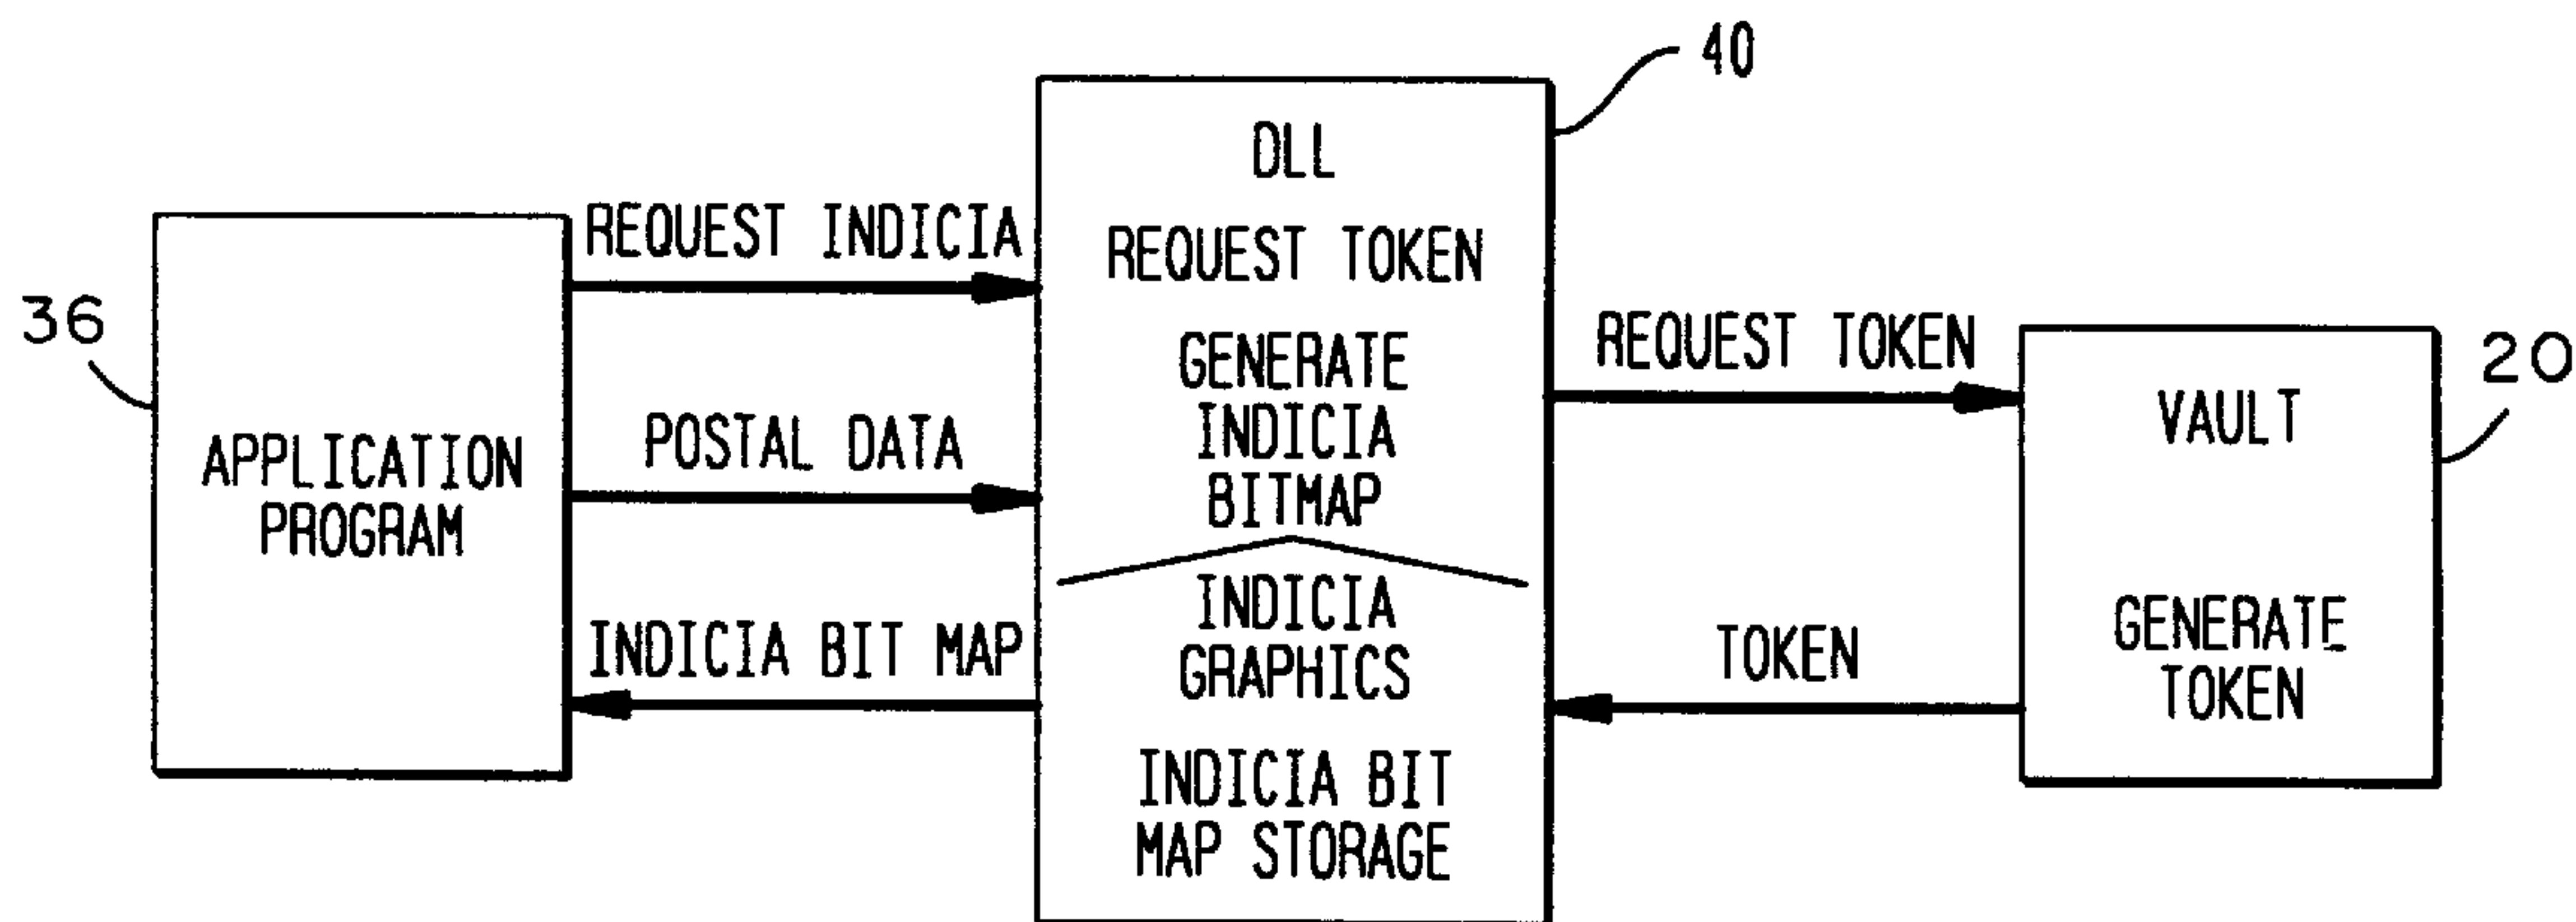 40
DLL
REQUEST TOKEN
GENERATE
INDICIA
BITMAP
INDICIA
GRAPHICS
INDICIA BIT
MAP STORAGE
36
APPLICATION
PROGRAM
REQUEST INDICIA
POSTAL DATA
INDICIA BIT MAP
REQUEST TOKEN
TOKEN
20
VAULT
GENERATE
TOKEN